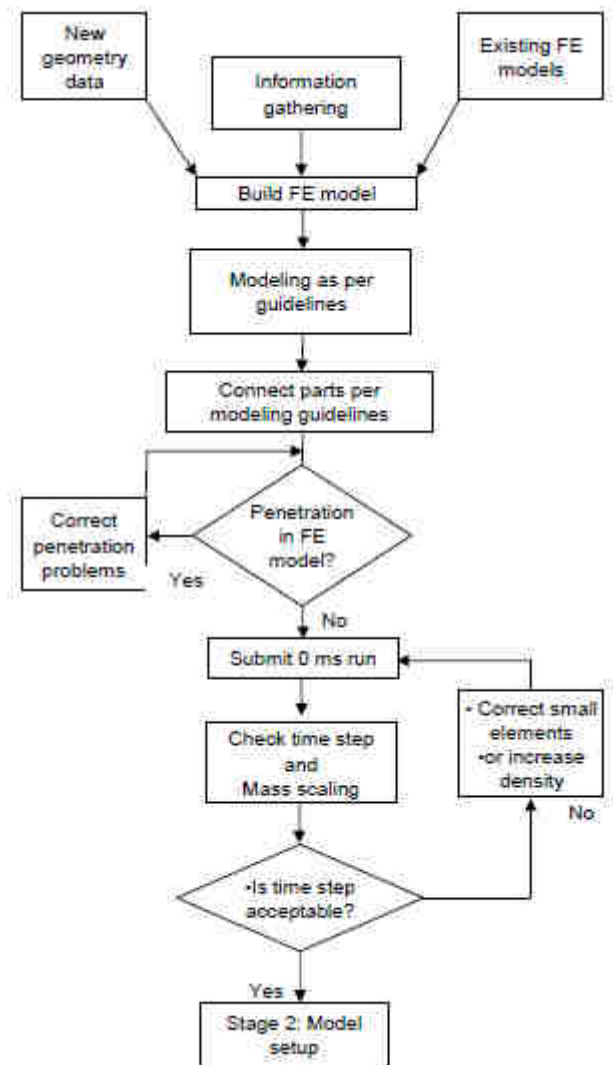 New
geometry
data
Information
gathering
Existing FE
models
Build FE model
Modeling as per
guidelines
Connect parts per
modeling guidelines
Penetration
in FE
model?
Correct
penetration
problems
Yes
No
Submit 0 ms run
• Correct small
elements
•or increase
density
Check time step
and
Mass scaling
No
•Is time step
acceptable?
Yes
Stage 2: Model
setup